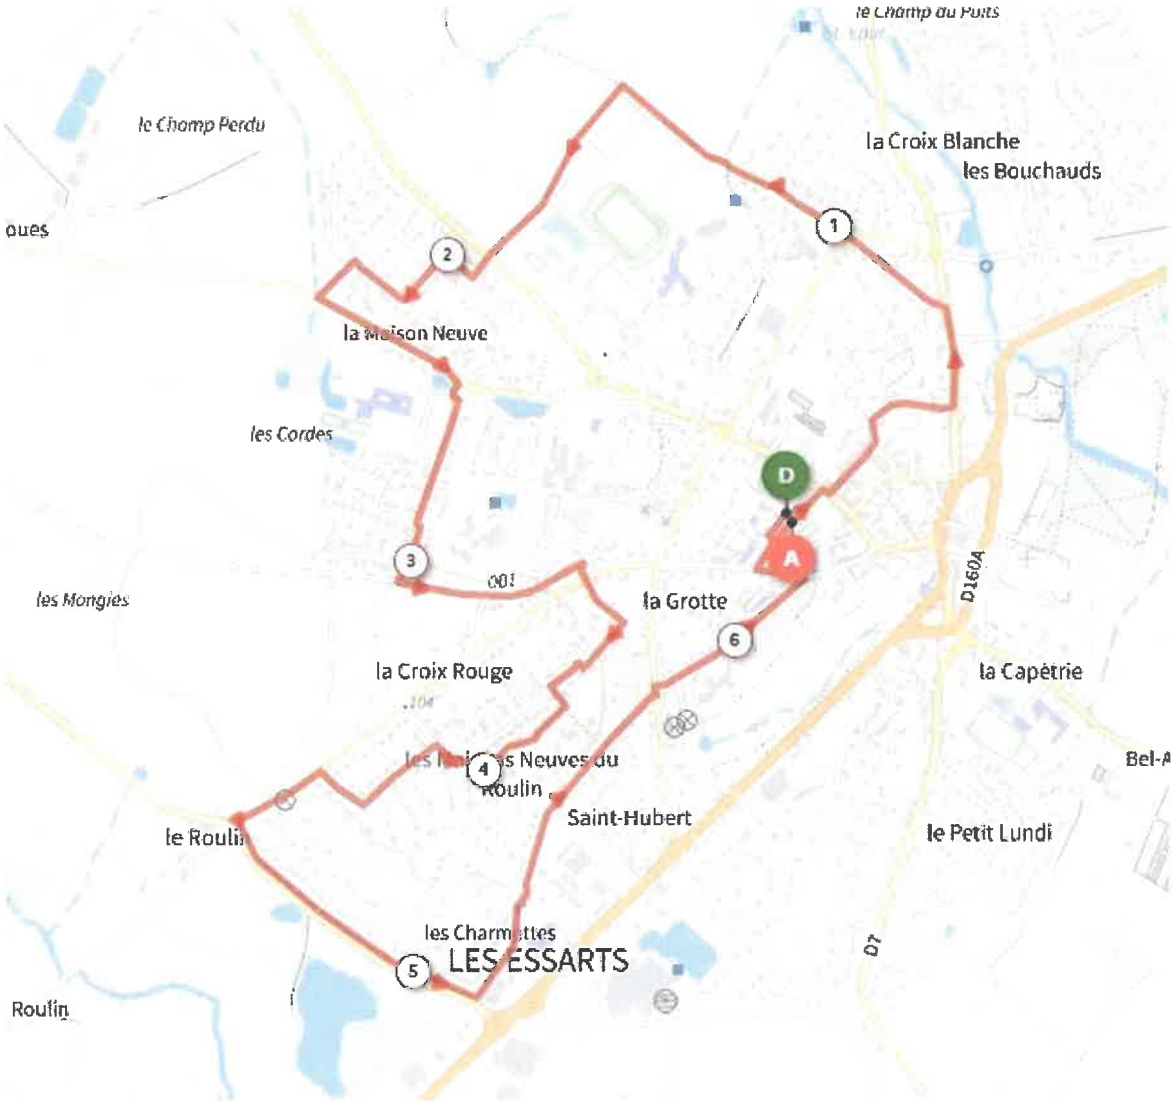 le Champ du Puits
la Croix Blanche
les Bouchauds
le Champ Perdu
oues
1
2
la Maison Neuve
les Cordes
D
3
001
A
les Mongies
la Grotte
D160A
6
la Croix Rouge
104
la Capètrie
les Neuves du
Roulin
4
Bel-A
Saint-Hubert
le Roulin
le Petit Lundi
les Charmettes
LES ESSARTS
5
D7
Roulin